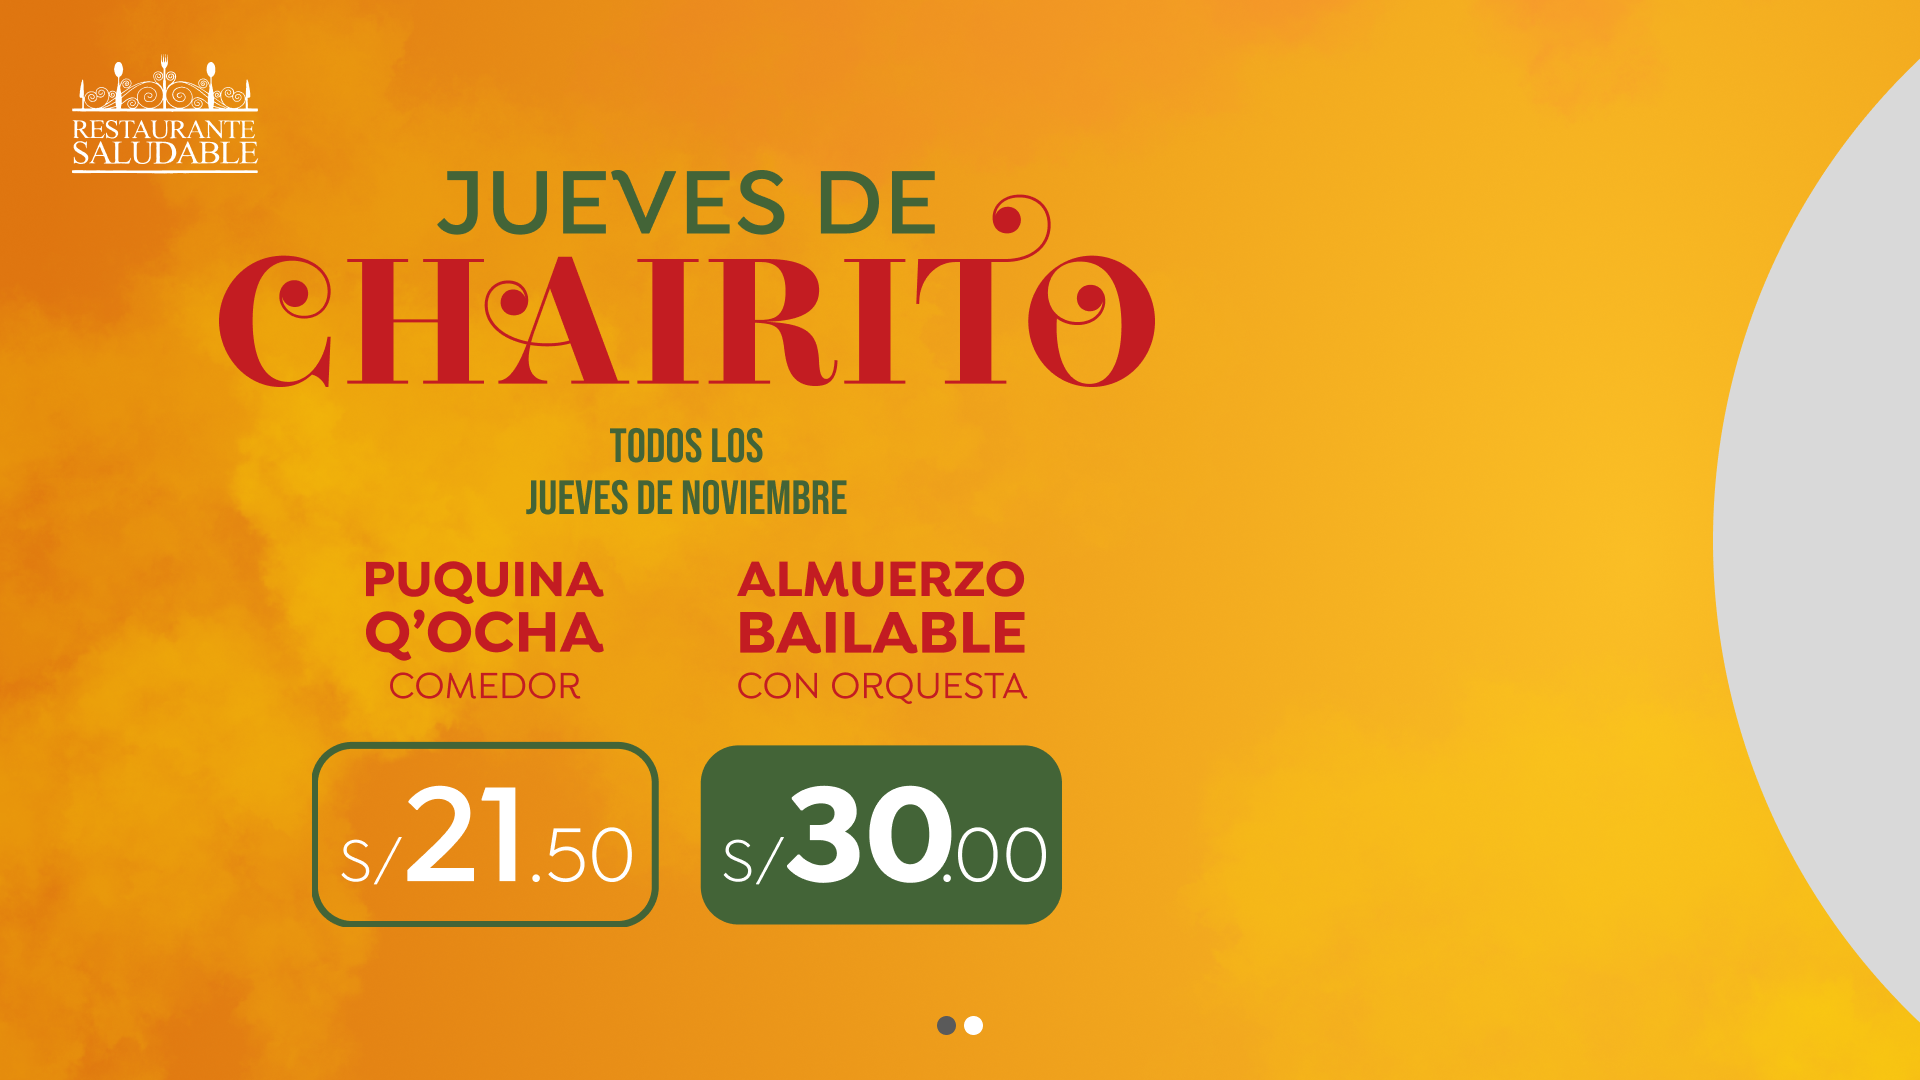 RESTAURANTE
SALUDABLE
JUEVES DE
CHAIRITO
TODOS LOS
JUEVES DE NOVIEMBRE
PUQUINA
Q'OCHA
COMEDOR
S/21.50
ALMUERZO
BAILABLE
CON ORQUESTA
S/30.00